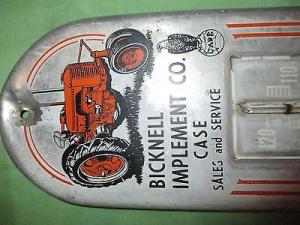 CASE
BICKNELL
IMPLEMENT CO.
CASE
SALES and SERVICE
120
110